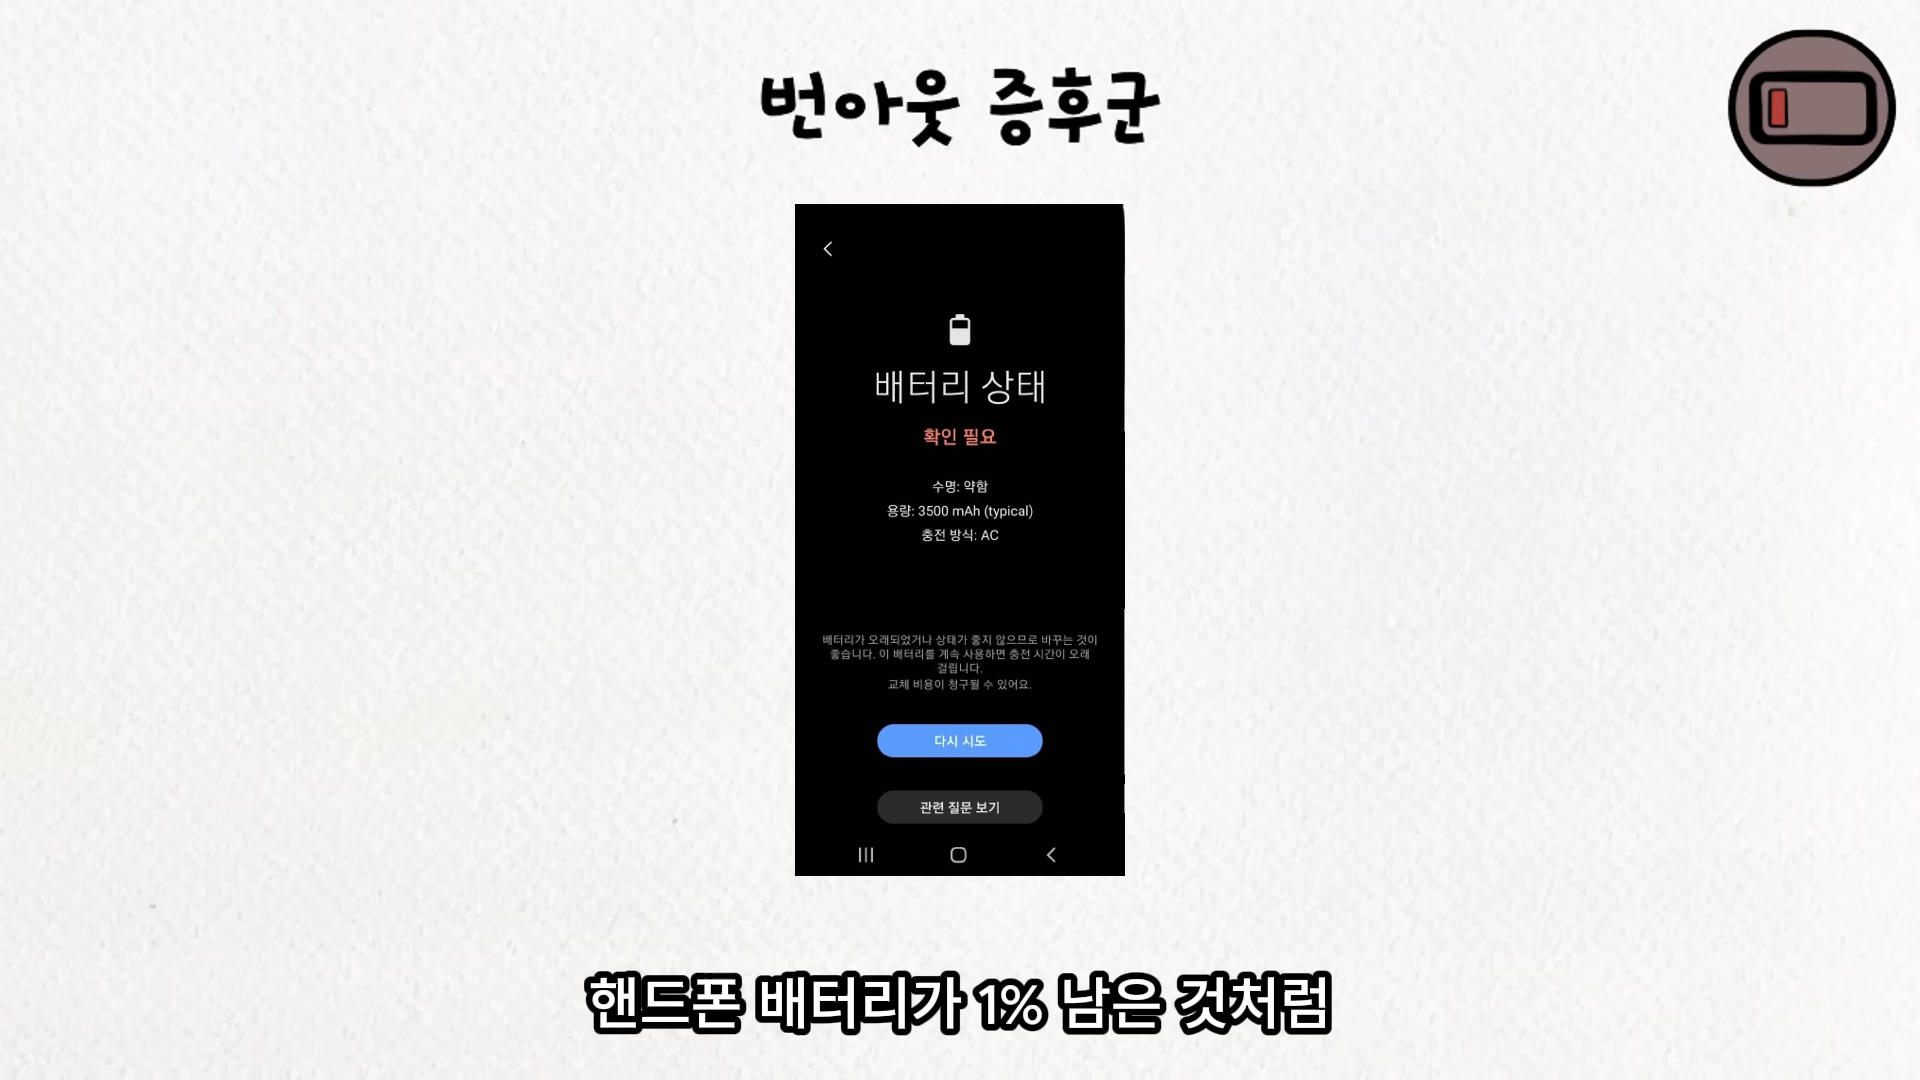 번아웃 증후군
배터리 상태
확인 필요
수명: 약함
용량: 3500 mAh (typical)
충전 방식: AC
배터리가 오래되었거나 상태가 좋지 않으므로 바꾸는 것이
좋습니다. 이 배터리를 계속 사용하면 충전 시간이 오래
걸립니다.
교체 비용이 청구될 수 있어요.
다시 시도
관련 질문 보기
핸드폰 배터리가 1% 남은 것처럼